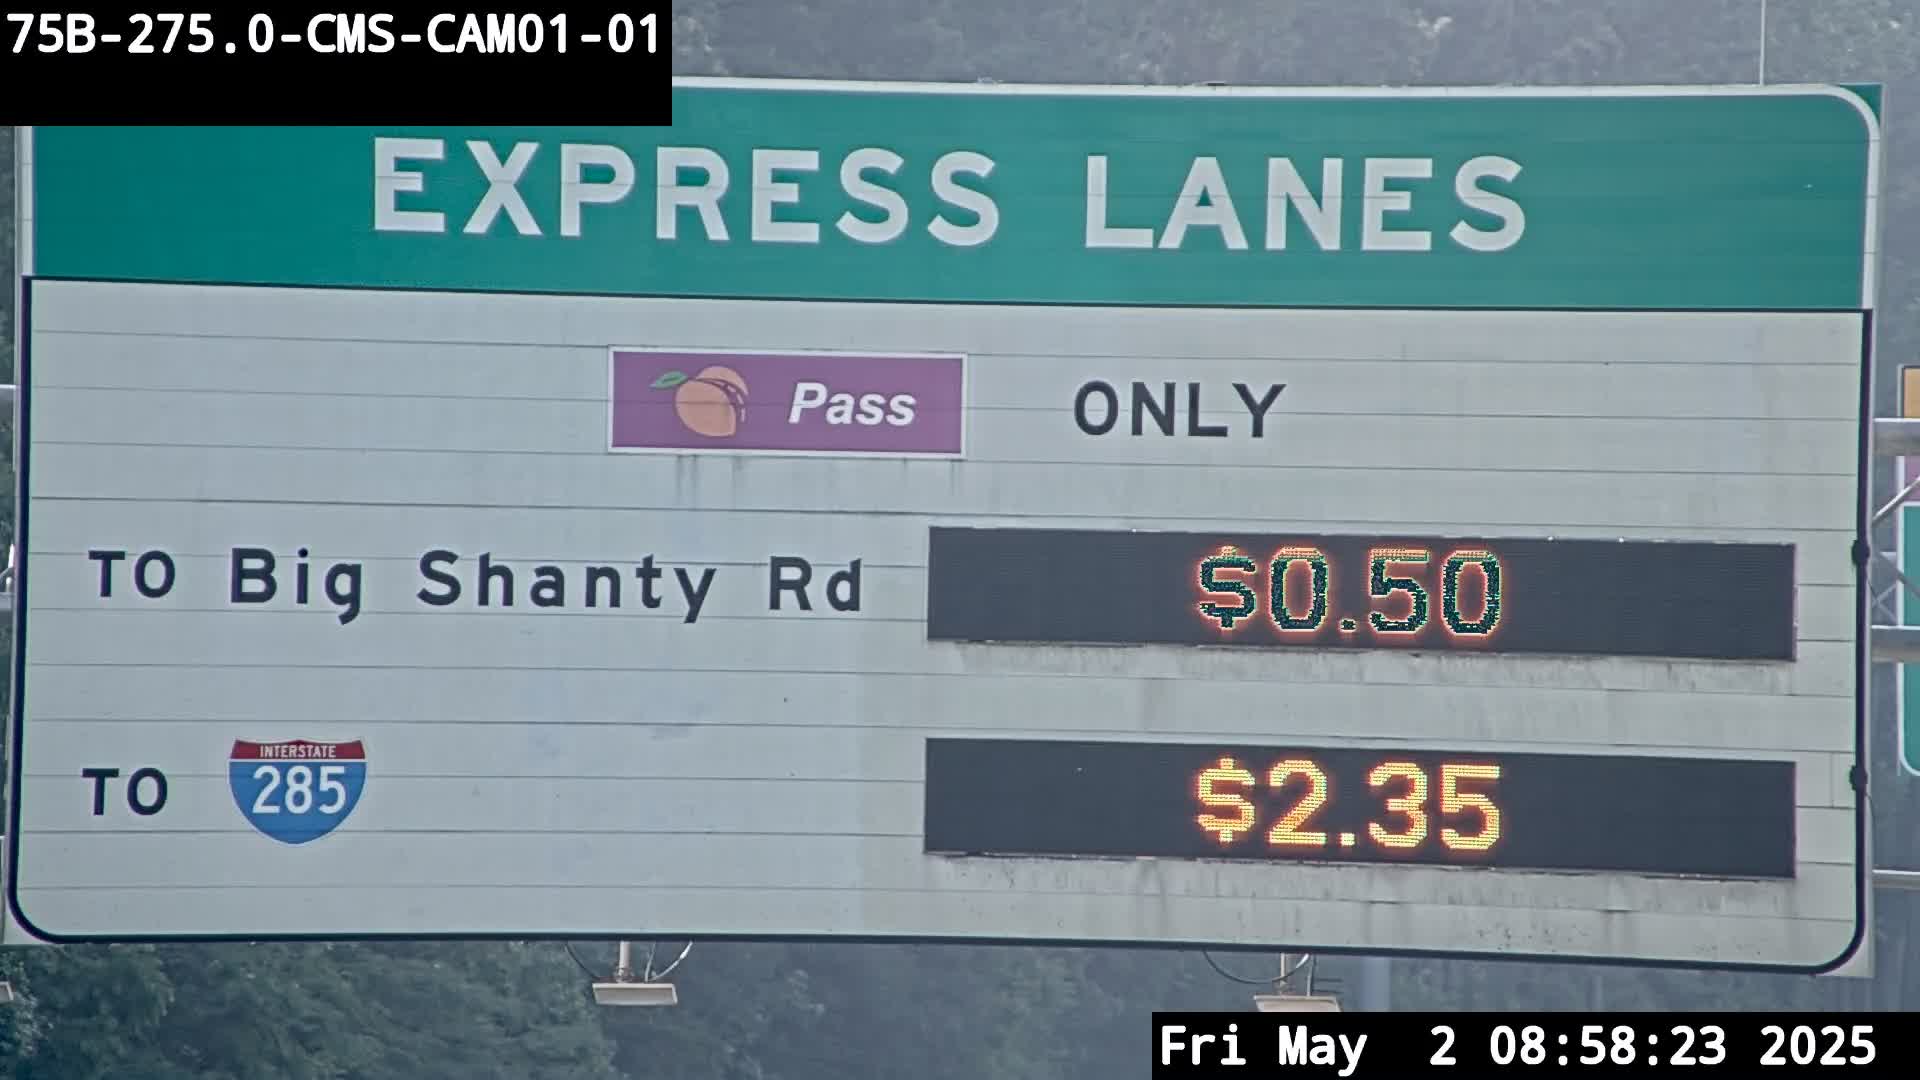 75B-275.0-CMS-CAM01-01
EXPRESS LANES
Pass ONLY
TO Big Shanty Rd $0.50
TO INTERSTATE 285 $2.35
Fri May 2 08:58:23 2025